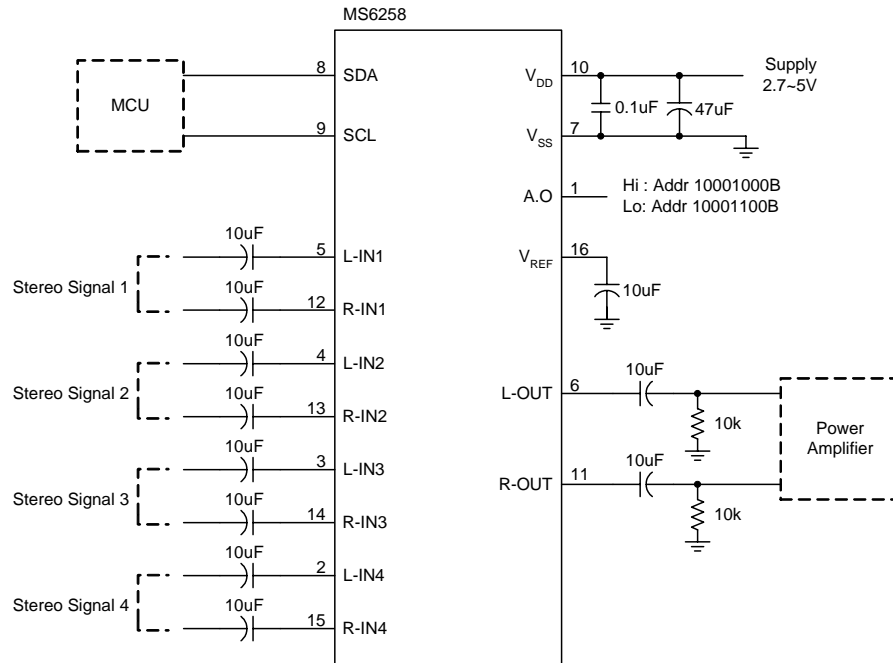 MS6258
MCU
8 SDA
9 SCL
Stereo Signal 1
10uF
5 L-IN1
10uF
12 R-IN1
Stereo Signal 2
10uF
4 L-IN2
10uF
13 R-IN2
Stereo Signal 3
10uF
3 L-IN3
10uF
14 R-IN3
Stereo Signal 4
10uF
2 L-IN4
10uF
15 R-IN4
VDD 10
Supply
2.7~5V
0.1uF
47uF
VSS 7
A.O 1
Hi : Addr 10001000B
Lo: Addr 10001100B
VREF 16
10uF
L-OUT 6
10uF
10k
R-OUT 11
10uF
10k
Power
Amplifier